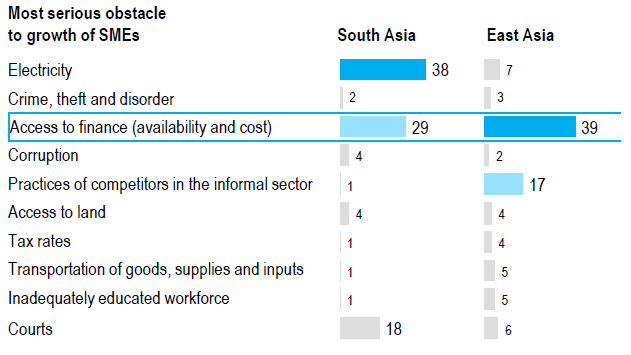 Most serious obstacle
to growth of SMEs South Asia East Asia
Electricity 38 7
Crime, theft and disorder 2 3
Access to finance (availability and cost) 29 39
Corruption 4 2
Practices of competitors in the informal sector 1 17
Access to land 4 4
Tax rates 1 4
Transportation of goods, supplies and inputs 1 5
Inadequately educated workforce 1 5
Courts 18 6